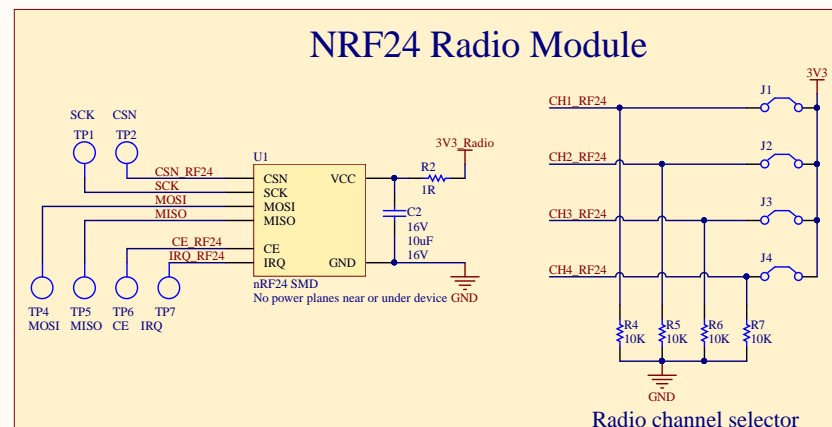 NRF24 Radio Module
SCK CSN
TP1 TP2
U1
CSN_RF24
SCK
MOSI
MISO
CE_RF24
IRQ_RF24
CSN
SCK
MOSI
MISO
CE
IRQ
VCC
GND
nRF24 SMD
No power planes near or under device
3V3_Radio
R2
1R
C2
16V
10uF
16V
GND
TP4 TP5 TP6 TP7
MOSI MISO CE IRQ
3V3
CH1_RF24
J1
CH2_RF24
J2
CH3_RF24
J3
CH4_RF24
J4
R4 R5 R6 R7
10K 10K 10K 10K
GND
Radio channel selector